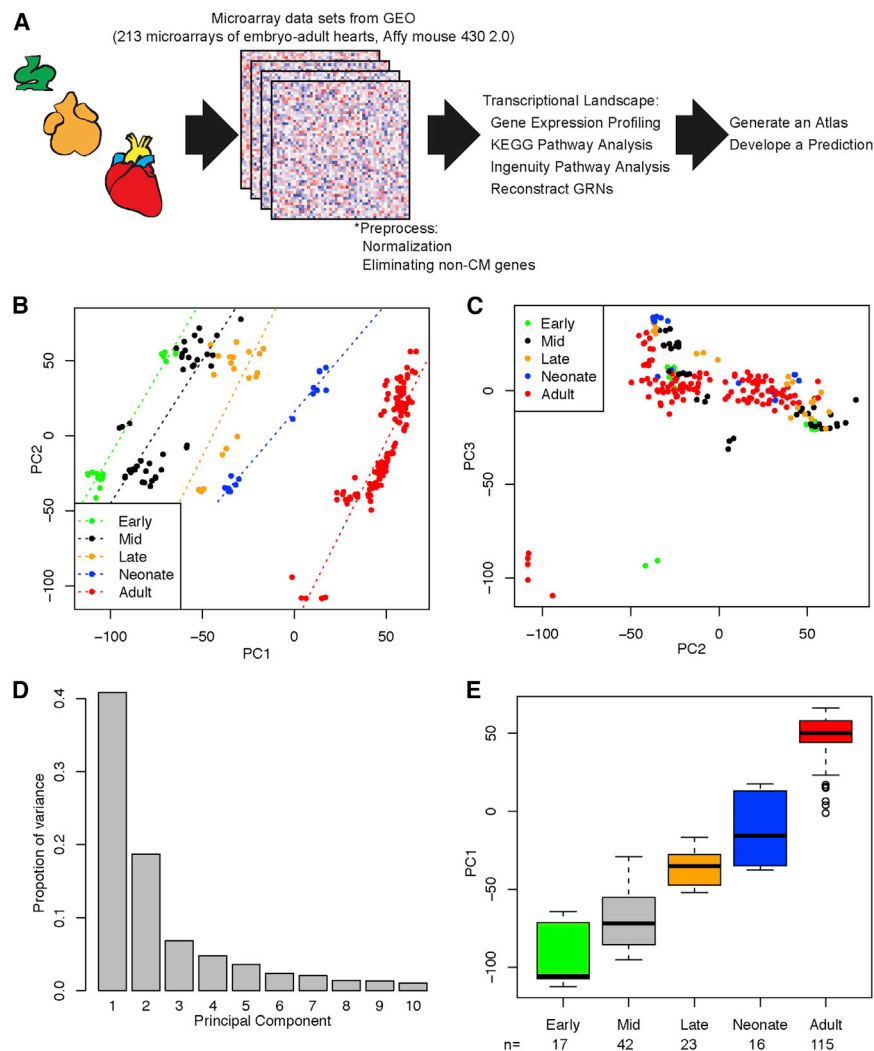 A
Microarray data sets from GEO
(213 microarrays of embryo-adult hearts, Affy mouse 430 2.0)
Transcriptional Landscape:
Gene Expression Profiling
KEGG Pathway Analysis
Ingenuity Pathway Analysis
Reconstract GRNs
Generate an Atlas
Develope a Prediction
*Preprocess:
Normalization
Eliminating non-CM genes
B
50
0
−50
−100
PC2
Early
Mid
Late
Neonate
Adult
−100 −50 0 50
PC1
C
50
0
−50
−100
PC3
Early
Mid
Late
Neonate
Adult
−100 −50 0 50
PC2
D
0.4
0.3
0.2
0.1
0.0
Propotion of variance
1 2 3 4 5 6 7 8 9 10
Principal Component
E
50
0
−50
−100
PC1
Early Mid Late Neonate Adult
n= 17 42 23 16 115